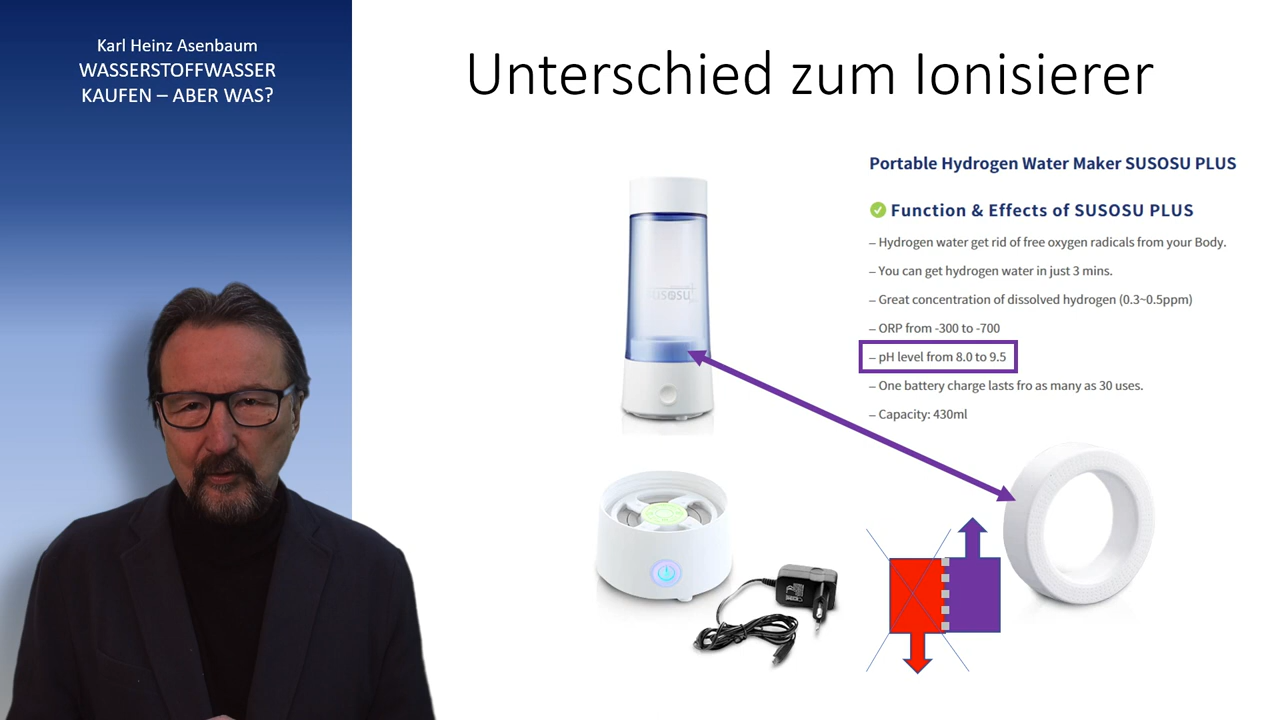 Karl Heinz Asenbaum
WASSERSTOFFWASSER
KAUFEN – ABER WAS?
Unterschied zum Ionisierer
Portable Hydrogen Water Maker SUSOSU PLUS
Function & Effects of SUSOSU PLUS
– Hydrogen water get rid of free oxygen radicals from your Body.
– You can get hydrogen water in just 3 mins.
– Great concentration of dissolved hydrogen (0.3~0.5ppm)
– ORP from -300 to -700
– pH level from 8.0 to 9.5
– One battery charge lasts fro as many as 30 uses.
– Capacity: 430ml
susosu